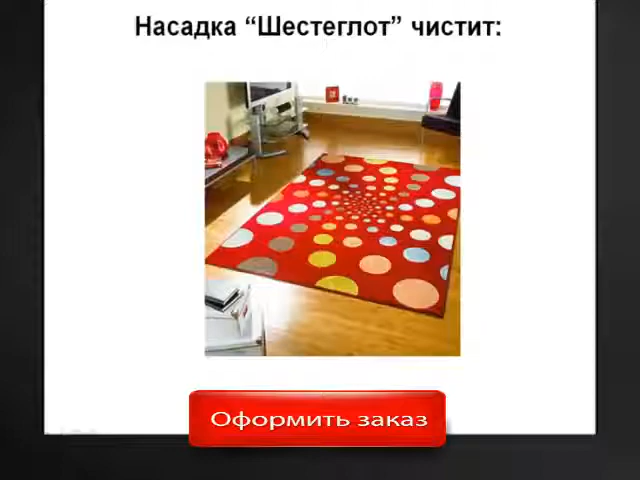 Насадка “Шестеглот” чистит:
Оформить заказ